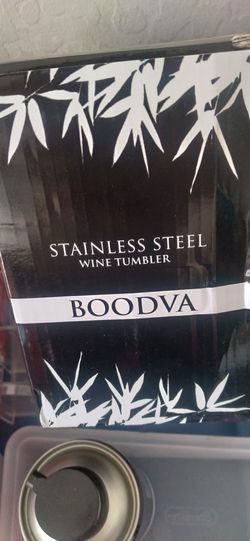 STAINLESS STEEL
WINE TUMBLER
BOODVA